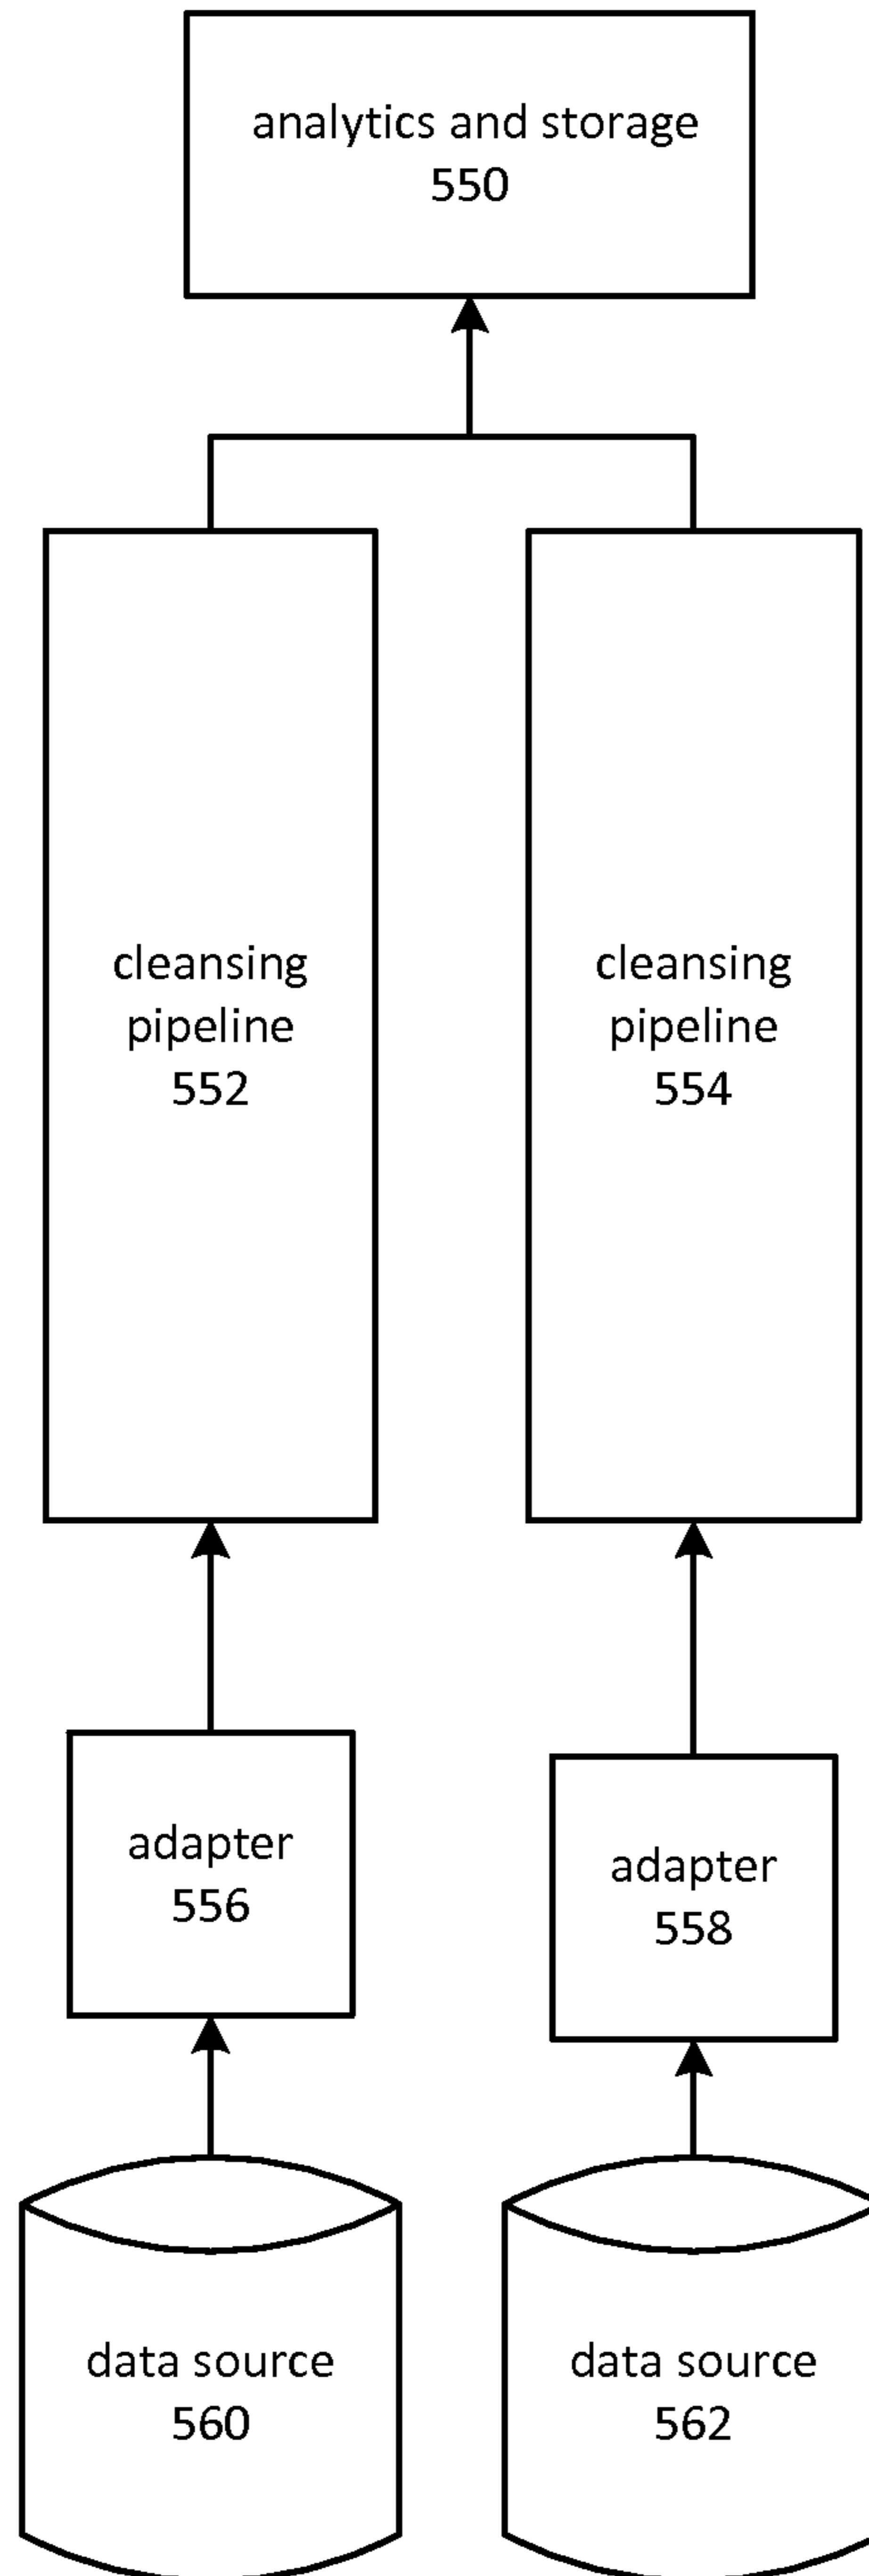 analytics and storage
550
cleansing
pipeline
552
cleansing
pipeline
554
adapter
556
adapter
558
data source
560
data source
562